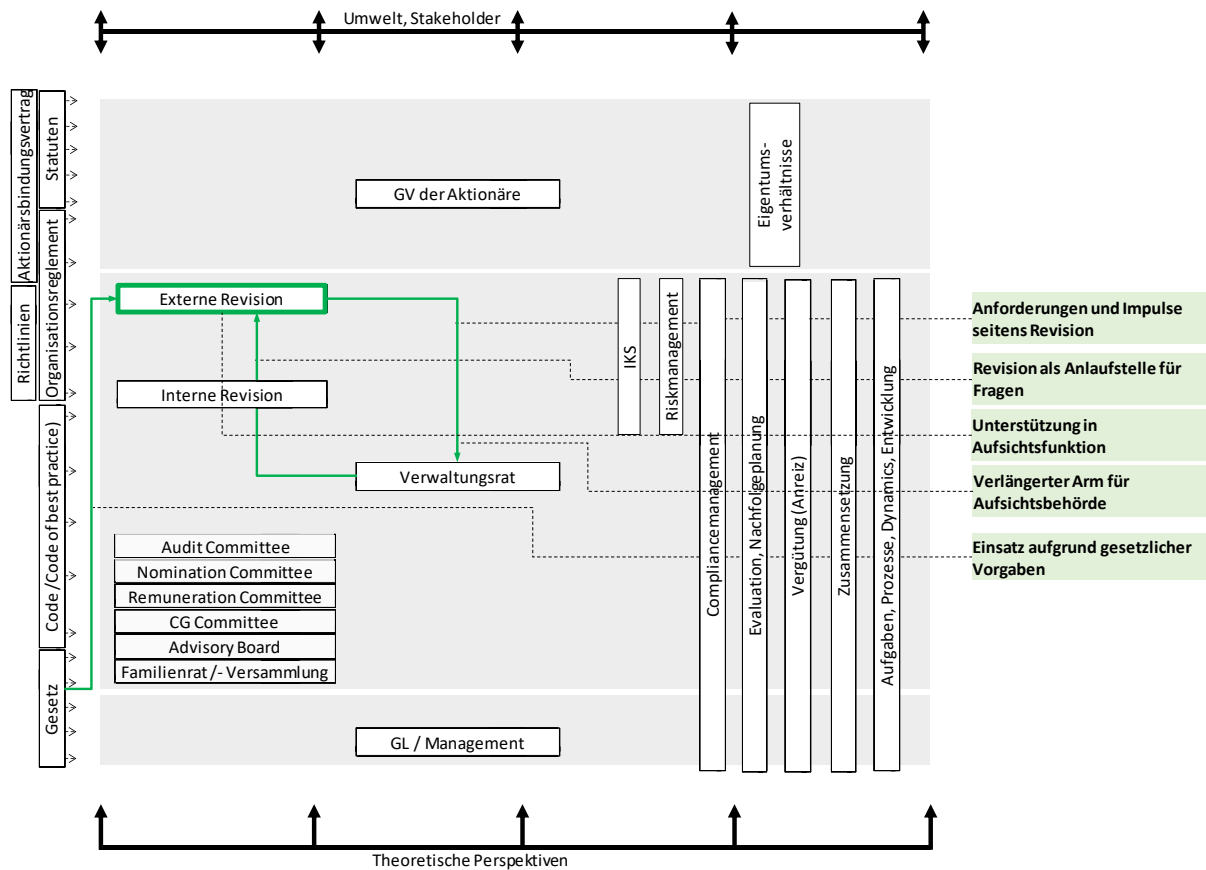 Umwelt, Stakeholder
Aktionärsbindungsvertrag
Statuten
Richtlinien
Organisationsreglement
Code/Code of best practice)
Gesetz
GV der Aktionäre
Eigentums-
verhältnisse
Externe Revision
Interne Revision
Verwaltungsrat
Audit Committee
Nomination Committee
Remuneration Committee
CG Committee
Advisory Board
Familienrat /- Versammlung
GL / Management
IKS
Riskmanagement
Compliancemanagement
Evaluation, Nachfolgeplanung
Vergütung (Anreiz)
Zusammensetzung
Aufgaben, Prozesse, Dynamics, Entwicklung
Anforderungen und Impulse
seitens Revision
Revision als Anlaufstelle für
Fragen
Unterstützung in
Aufsichtsfunktion
Verlängerter Arm für
Aufsichtsbehörde
Einsatz aufgrund gesetzlicher
Vorgaben
Theoretische Perspektiven